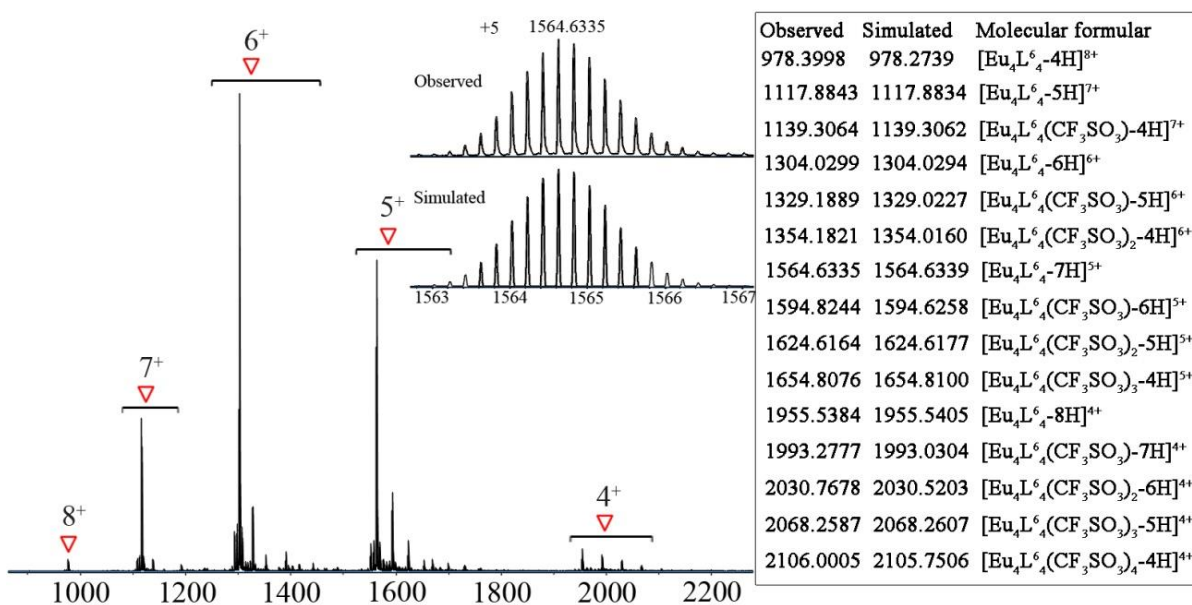 6⁺
+5 1564.6335
Observed
Simulated
5⁺
1563 1564 1565 1566 1567
7⁺
8⁺
4⁺
1000 1200 1400 1600 1800 2000 2200
Observed Simulated Molecular formular
978.3998 978.2739 [Eu₄L⁶₄-4H]⁸⁺
1117.8843 1117.8834 [Eu₄L⁶₄-5H]⁷⁺
1139.3064 1139.3062 [Eu₄L⁶₄(CF₃SO₃)-4H]⁷⁺
1304.0299 1304.0294 [Eu₄L⁶₄-6H]⁶⁺
1329.1889 1329.0227 [Eu₄L⁶₄(CF₃SO₃)-5H]⁶⁺
1354.1821 1354.0160 [Eu₄L⁶₄(CF₃SO₃)₂-4H]⁶⁺
1564.6335 1564.6339 [Eu₄L⁶₄-7H]⁵⁺
1594.8244 1594.6258 [Eu₄L⁶₄(CF₃SO₃)-6H]⁵⁺
1624.6164 1624.6177 [Eu₄L⁶₄(CF₃SO₃)₂-5H]⁵⁺
1654.8076 1654.8100 [Eu₄L⁶₄(CF₃SO₃)₃-4H]⁵⁺
1955.5384 1955.5405 [Eu₄L⁶₄-8H]⁴⁺
1993.2777 1993.0304 [Eu₄L⁶₄(CF₃SO₃)-7H]⁴⁺
2030.7678 2030.5203 [Eu₄L⁶₄(CF₃SO₃)₂-6H]⁴⁺
2068.2587 2068.2607 [Eu₄L⁶₄(CF₃SO₃)₃-5H]⁴⁺
2106.0005 2105.7506 [Eu₄L⁶₄(CF₃SO₃)₄-4H]⁴⁺